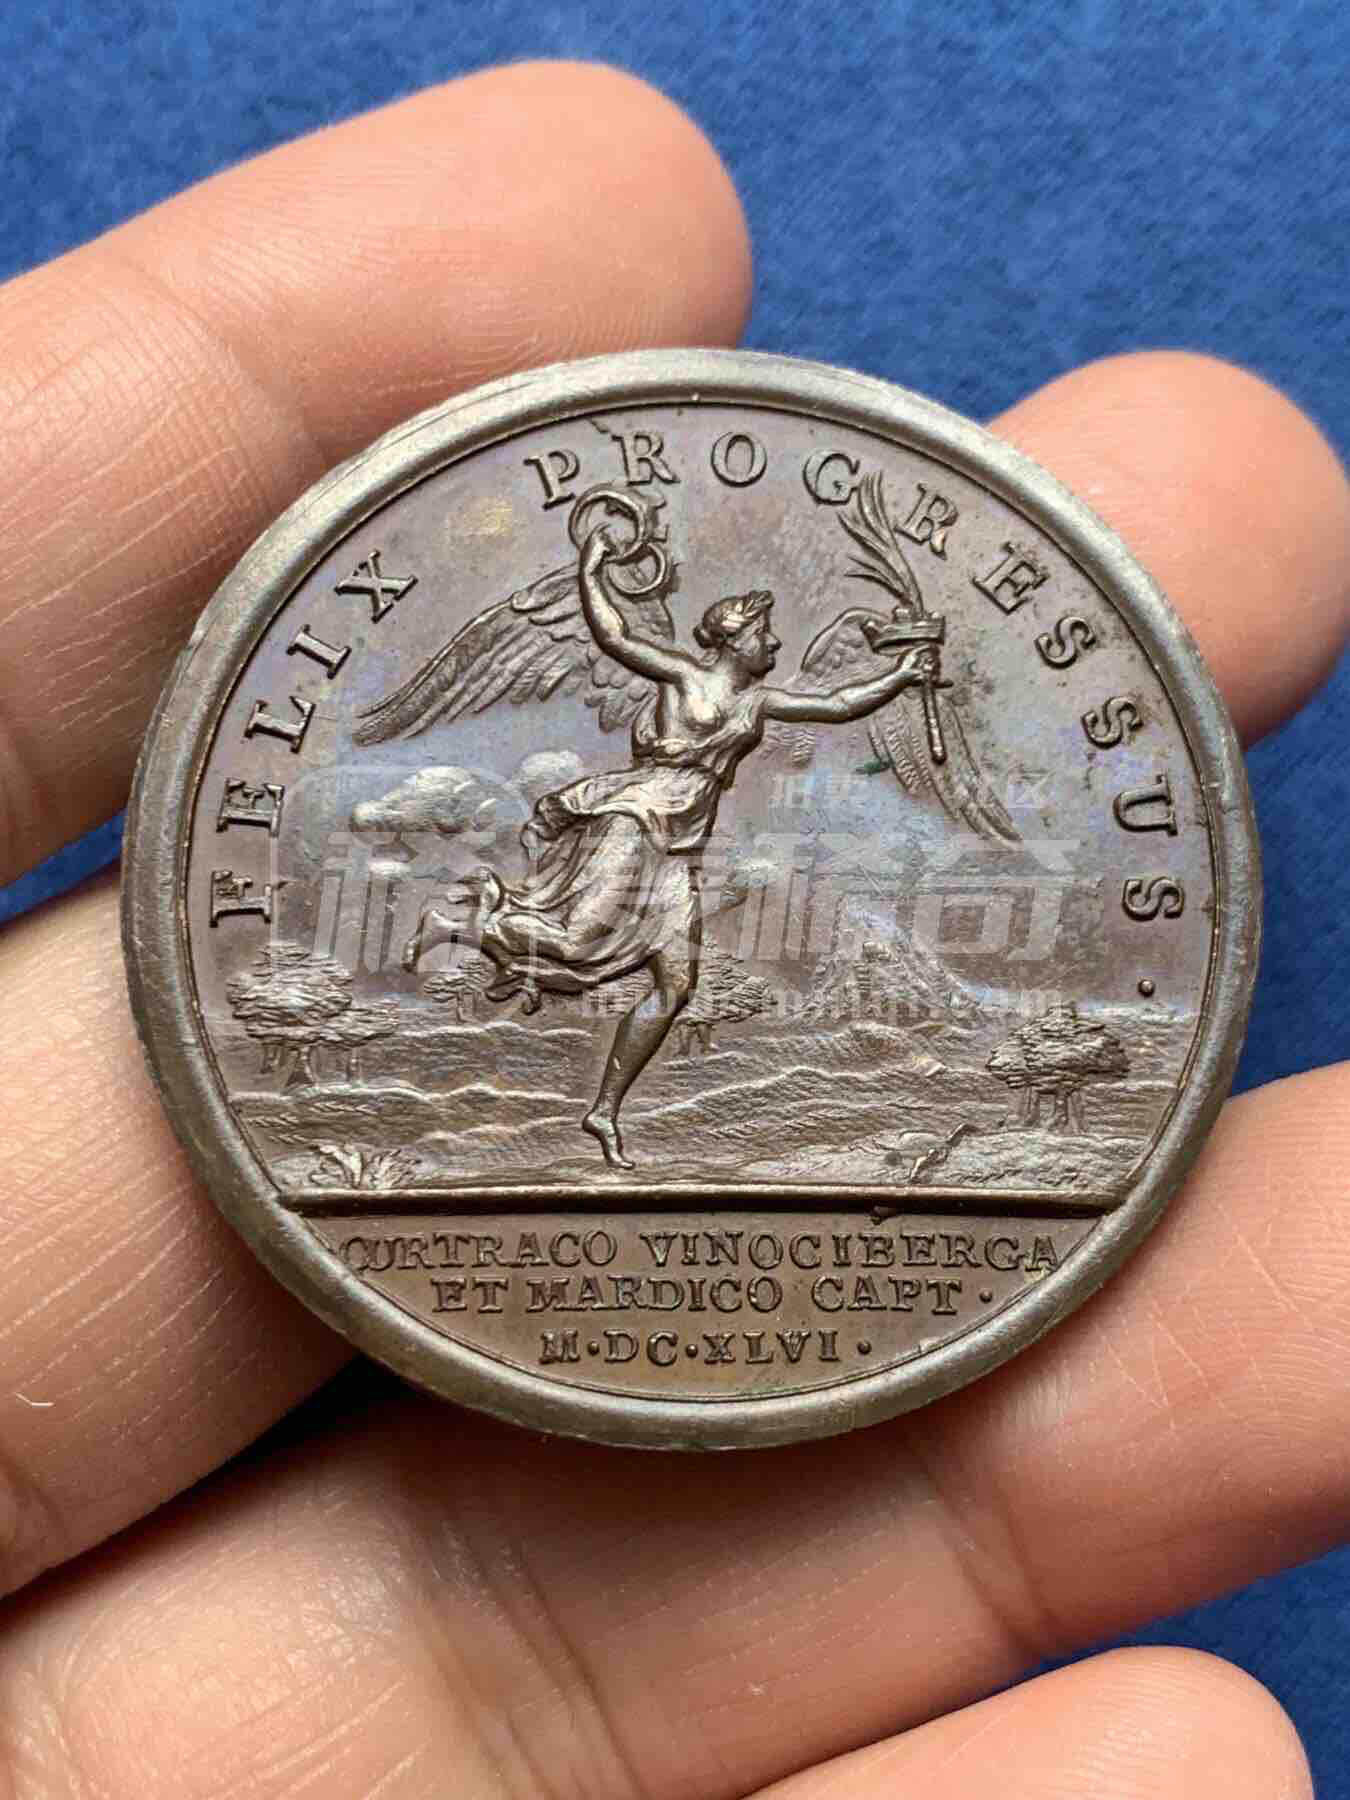 FELIX PROGRESSUS.
CURTRACO VINOCIBERGA
ET MARDICO CAPT.
M·DC·XLVI·